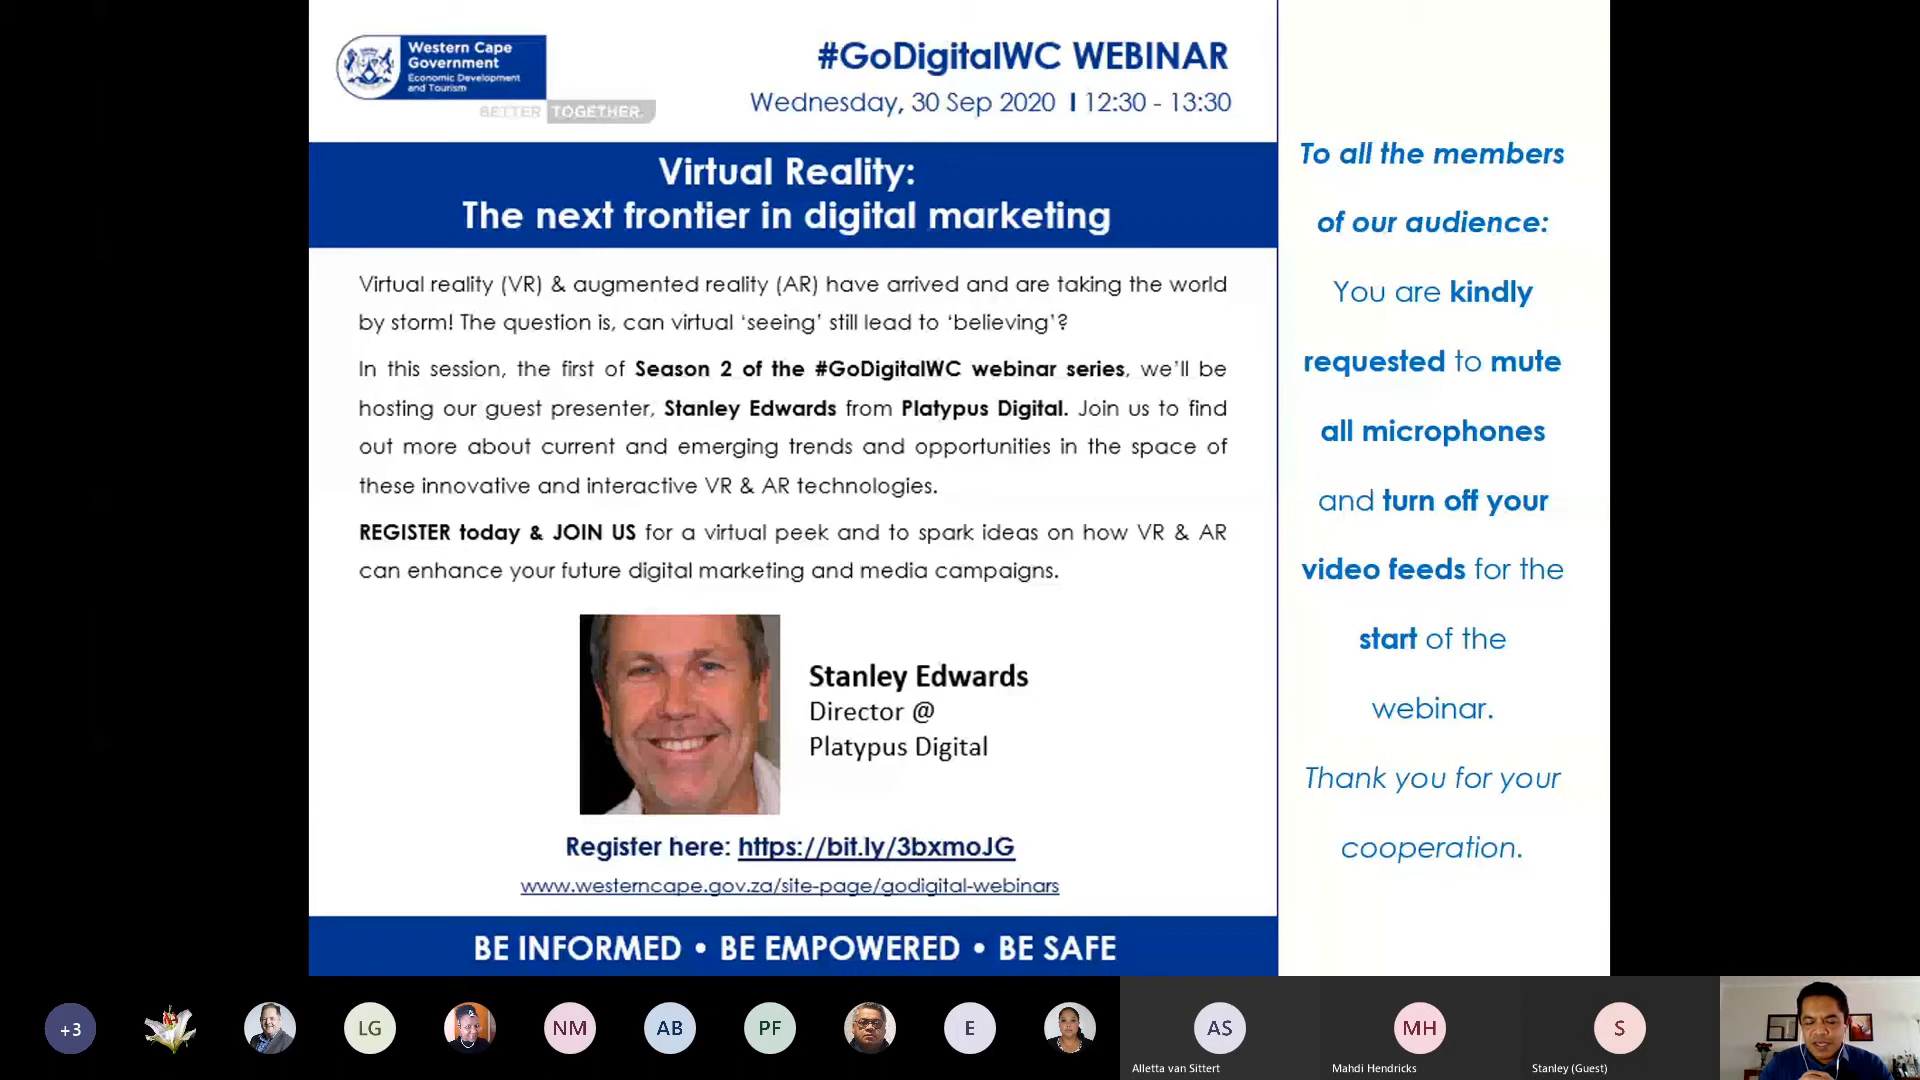 Western Cape
Government
Economic Development
and Tourism
BETTER TOGETHER.
#GoDigitalWC WEBINAR
Wednesday, 30 Sep 2020 I 12:30 - 13:30
Virtual Reality:
The next frontier in digital marketing
Virtual reality (VR) & augmented reality (AR) have arrived and are taking the world
by storm! The question is, can virtual ‘seeing’ still lead to ‘believing’?
In this session, the first of Season 2 of the #GoDigitalWC webinar series, we’ll be
hosting our guest presenter, Stanley Edwards from Platypus Digital. Join us to find
out more about current and emerging trends and opportunities in the space of
these innovative and interactive VR & AR technologies.
REGISTER today & JOIN US for a virtual peek and to spark ideas on how VR & AR
can enhance your future digital marketing and media campaigns.
Stanley Edwards
Director @
Platypus Digital
Register here: https://bit.ly/3bxmoJG
www.westerncape.gov.za/site-page/godigital-webinars
BE INFORMED • BE EMPOWERED • BE SAFE
To all the members
of our audience:
You are kindly
requested to mute
all microphones
and turn off your
video feeds for the
start of the
webinar.
Thank you for your
cooperation.
+3
LG
NM
AB
PF
E
AS
Alletta van Sittert
MH
Mahdi Hendricks
S
Stanley (Guest)